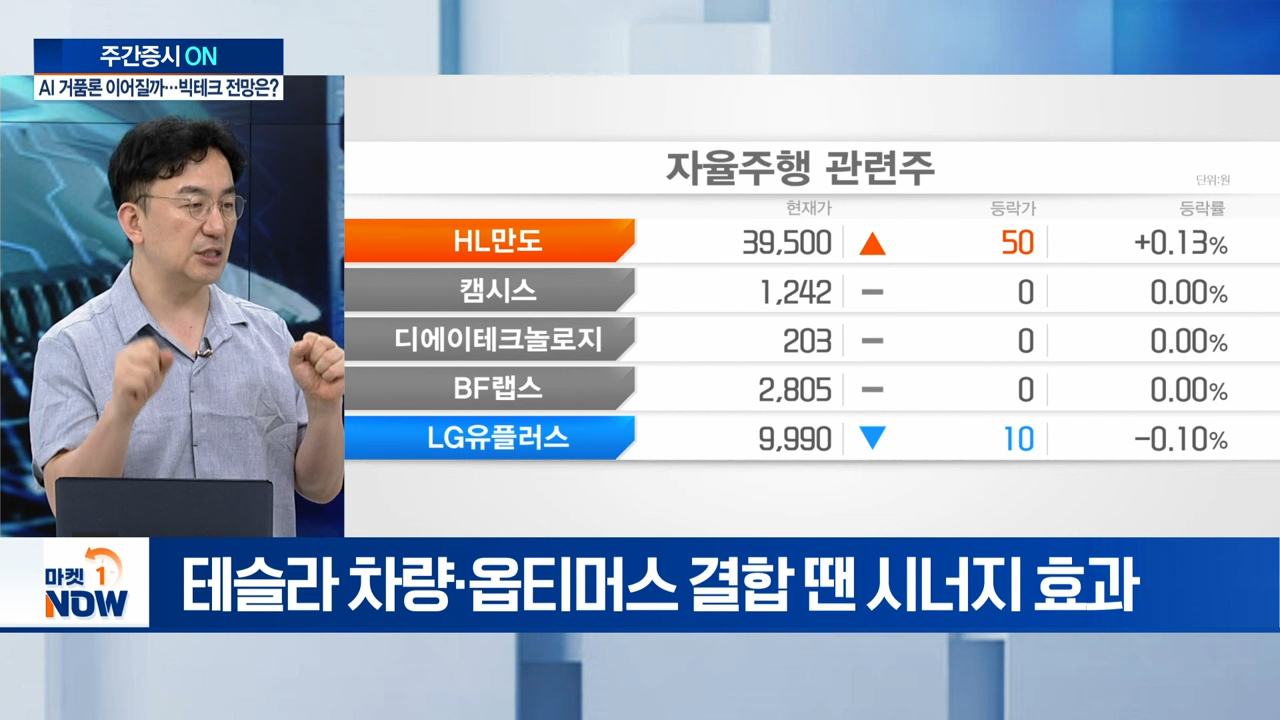 주간증시 ON
AI 거품론 이어질까…빅테크 전망은?
자율주행 관련주
단위:원
현재가 등락가 등락률
HL만도 39,500 ▲ 50 +0.13%
캠시스 1,242 – 0 0.00%
디에이테크놀로지 203 – 0 0.00%
BF랩스 2,805 – 0 0.00%
LG유플러스 9,990 ▼ 10 -0.10%
마켓 1
NOW
테슬라 차량·옵티머스 결합 땐 시너지 효과